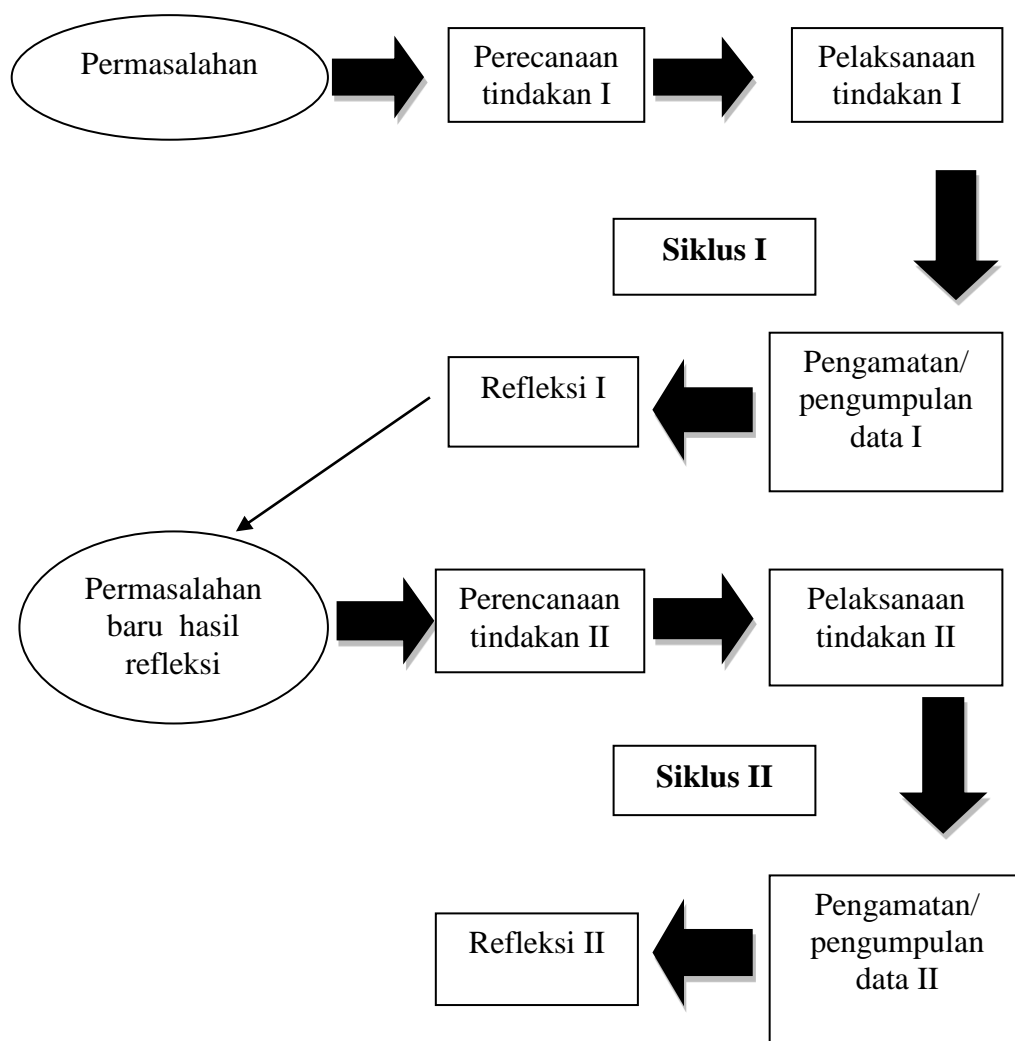 Permasalahan
Perecanaan
tindakan I
Pelaksanaan
tindakan I
Siklus I
Refleksi I
Pengamatan/
pengumpulan
data I
Permasalahan
baru hasil
refleksi
Perencanaan
tindakan II
Pelaksanaan
tindakan II
Siklus II
Refleksi II
Pengamatan/
pengumpulan
data II